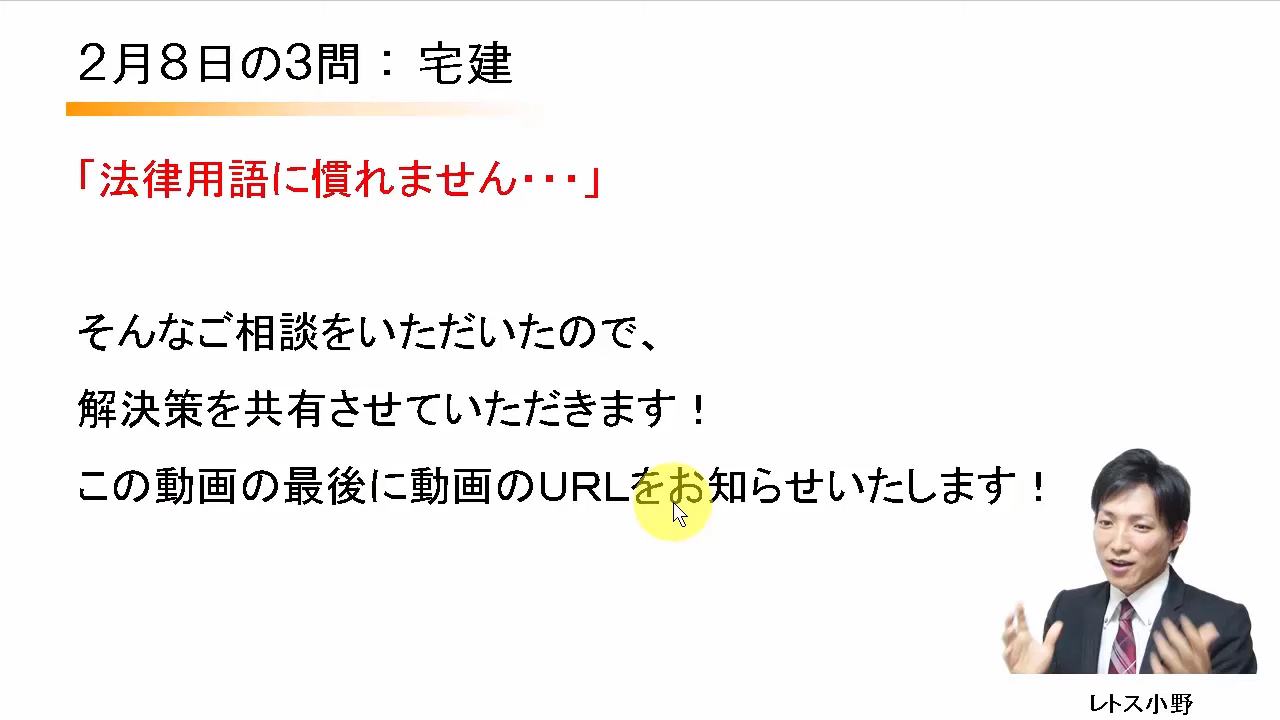 ２月８日の３問：宅建
「法律用語に慣れません・・・」
そんなご相談をいただいたので、
解決策を共有させていただきます！
この動画の最後に動画のＵＲＬをお知らせいたします！
レトス小野